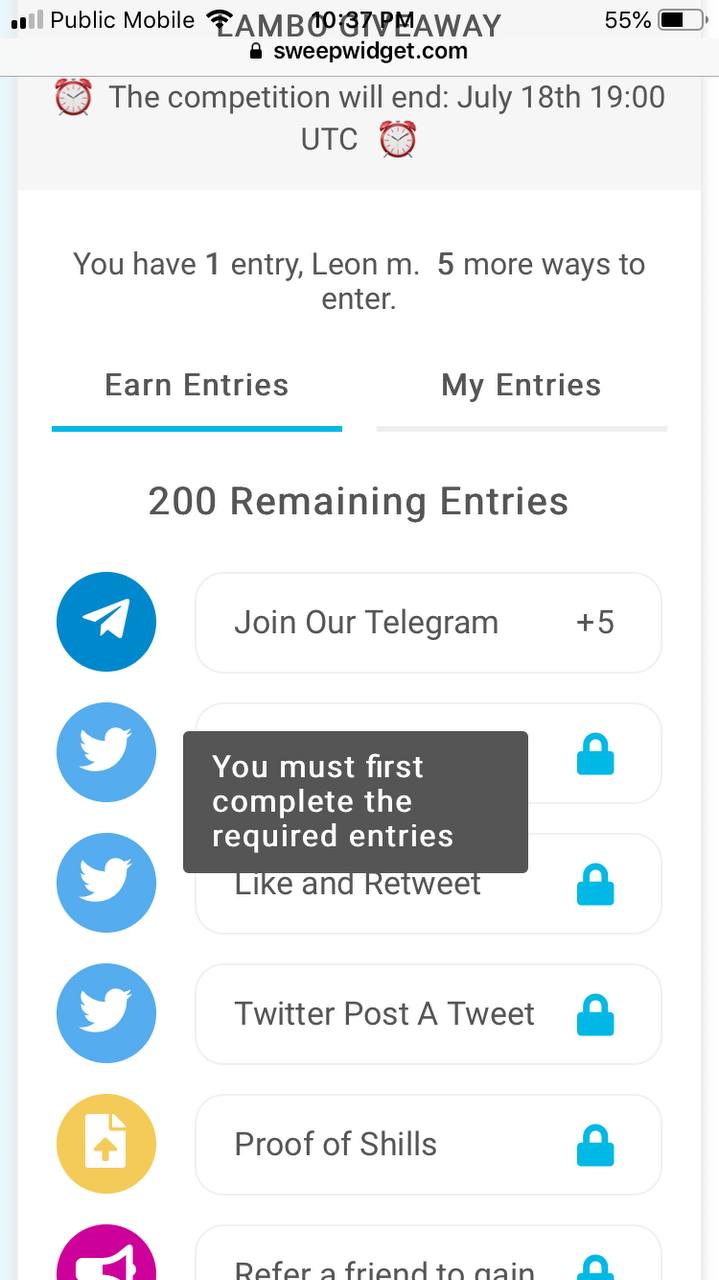 Public Mobile 10:37 PM 55%
LAMBO GIVEAWAY
sweepwidget.com
The competition will end: July 18th 19:00
UTC
You have 1 entry, Leon m. 5 more ways to
enter.
Earn Entries My Entries
200 Remaining Entries
Join Our Telegram +5
You must first
complete the
required entries
Like and Retweet
Twitter Post A Tweet
Proof of Shills
Refer a friend to gain